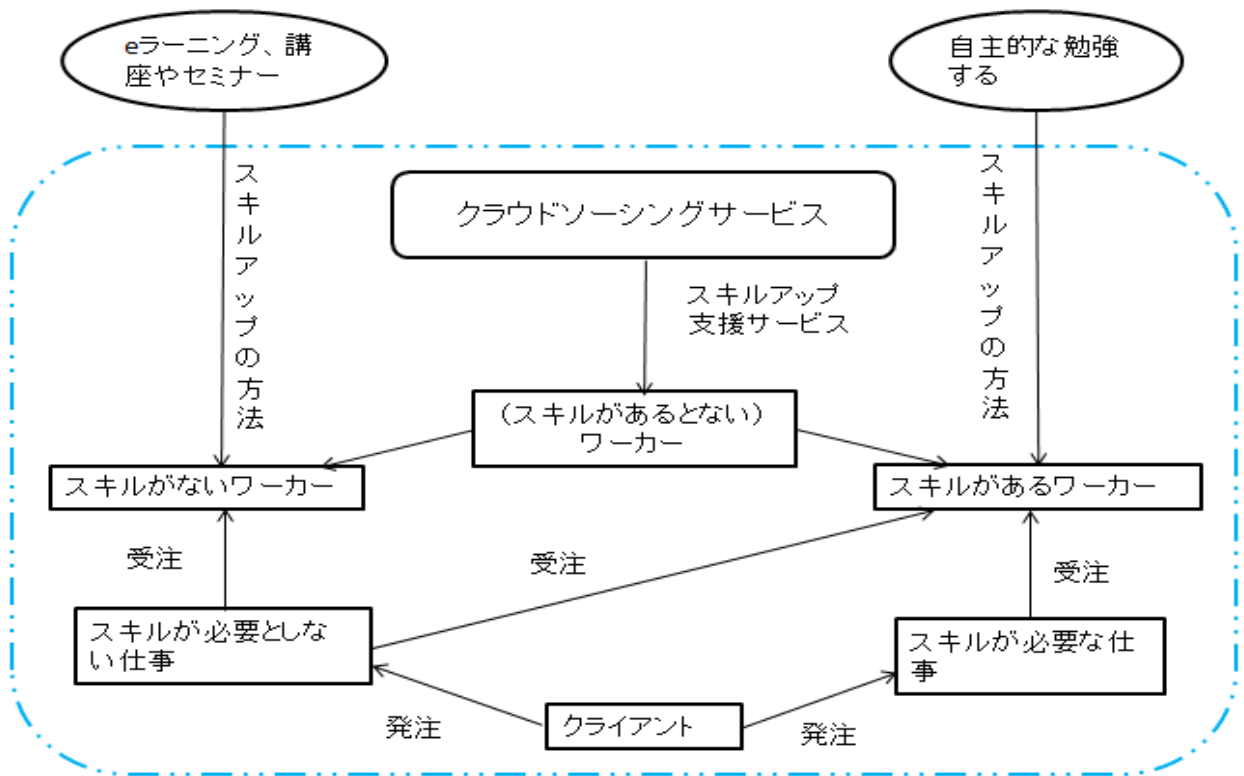 eラーニング、講
座やセミナー
自主的な勉強
する
スキルアップの方法
クラウドソーシングサービス
スキルアップの方法
スキルアップ
支援サービス
（スキルがあるとない）
ワーカー
スキルがないワーカー
スキルがあるワーカー
受注
受注
受注
スキルが必要としな
い仕事
スキルが必要な仕
事
発注
クライアント
発注